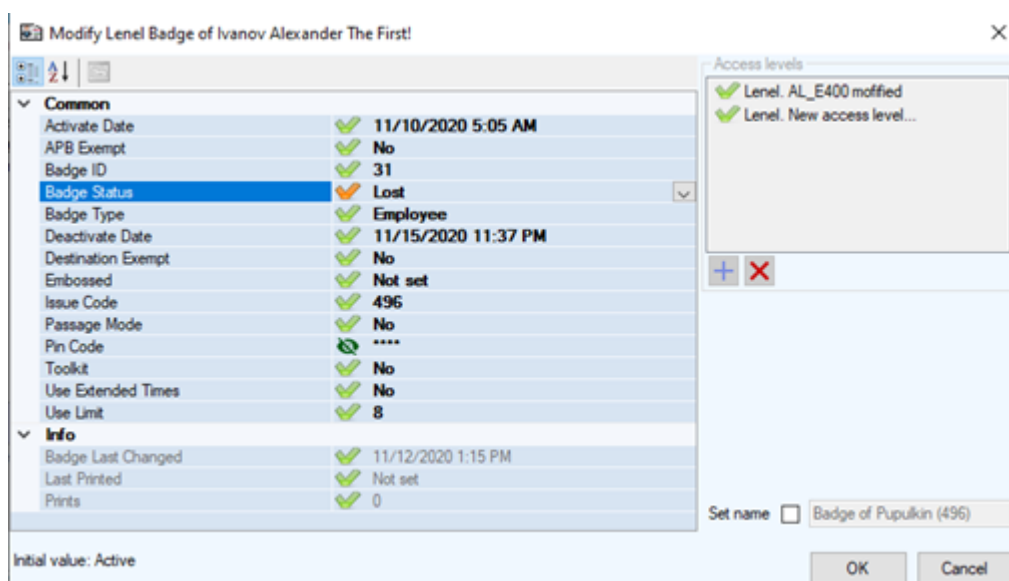 Modify Lenel Badge of Ivanov Alexander The First!
Access levels
Common
Activate Date 11/10/2020 5:05 AM
APB Exempt No
Badge ID 31
Badge Status Lost
Badge Type Employee
Deactivate Date 11/15/2020 11:37 PM
Destination Exempt No
Embossed Not set
Issue Code 496
Passage Mode No
Pin Code ****
Toolkit No
Use Extended Times No
Use Limit 8
Info
Badge Last Changed 11/12/2020 1:15 PM
Last Printed Not set
Prints 0
Lenel. AL_E400 moffied
Lenel. New access level...
Set name Badge of Pupulkin (496)
Initial value: Active
OK Cancel